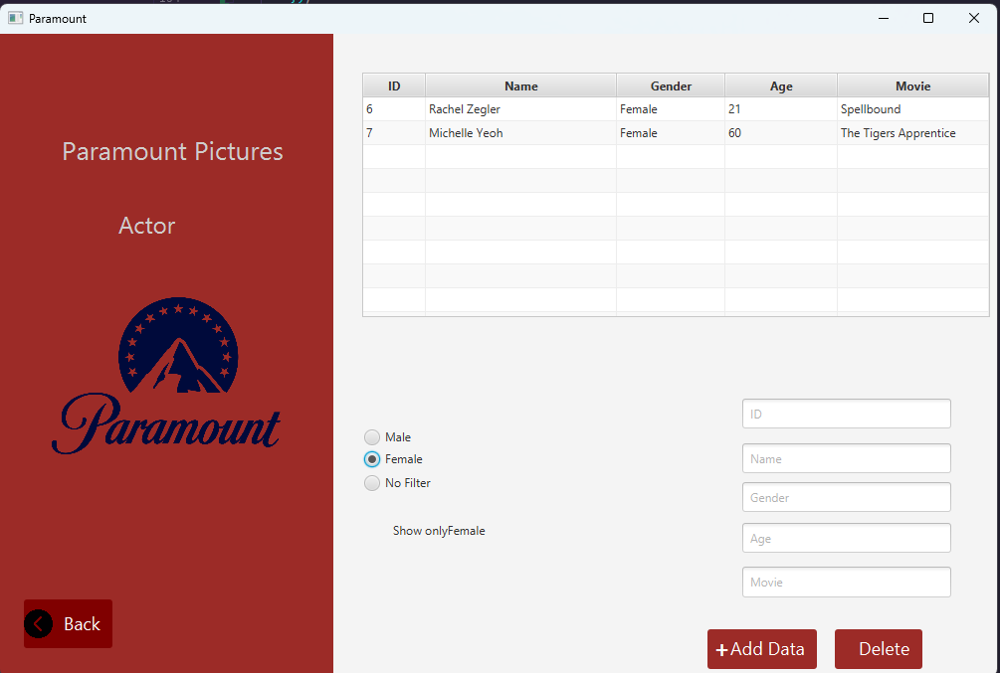 Paramount
Paramount Pictures
Actor
Paramount
Back
ID Name Gender Age Movie
6 Rachel Zegler Female 21 Spellbound
7 Michelle Yeoh Female 60 The Tigers Apprentice
Male
Female
No Filter
Show onlyFemale
ID
Name
Gender
Age
Movie
+Add Data Delete